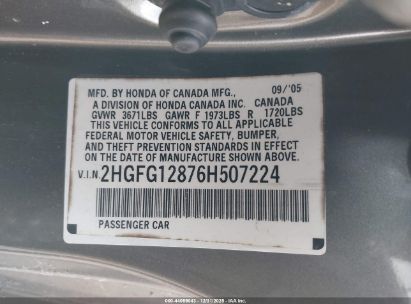 MFD. BY HONDA OF CANADA MFG., 09/'05
A DIVISION OF HONDA CANADA INC. CANADA
GVWR 3671LBS GAWR F 1973LBS R 1720LBS
THIS VEHICLE CONFORMS TO ALL APPLICABLE
FEDERAL MOTOR VEHICLE SAFETY, BUMPER,
AND THEFT PREVENTION STANDARDS IN EFFECT
ON THE DATE OF MANUFACTURE SHOWN ABOVE.
V.I.N. 2HGFG12876H507224
PASSENGER CAR